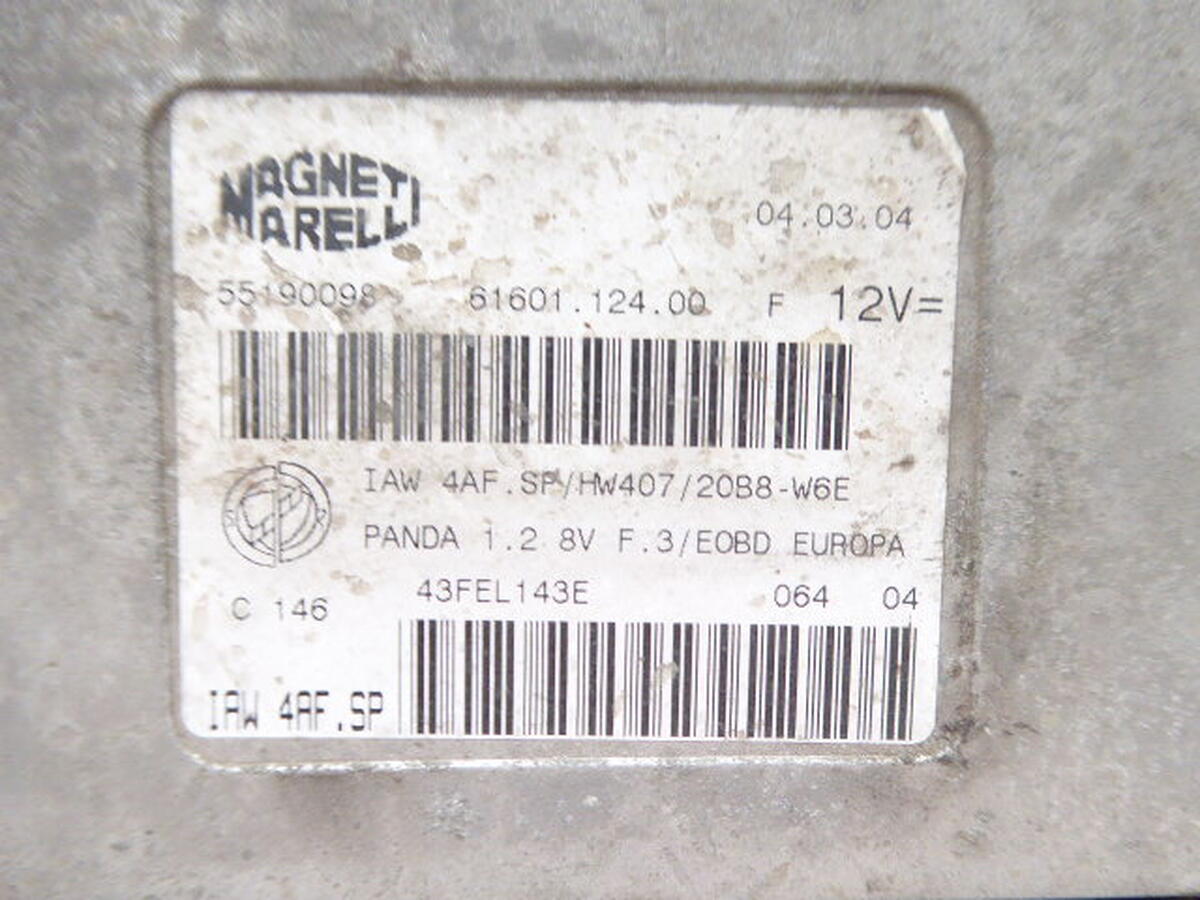 MAGNETI
MARELLI
04.03.04
55190098 61601.124.00 F 12V=
IAW 4AF.SP/HW407/20B8-W6E
PANDA 1.2 8V F.3/EOBD EUROPA
43FEL143E 064 04
C 146
IAW 4AF.SP